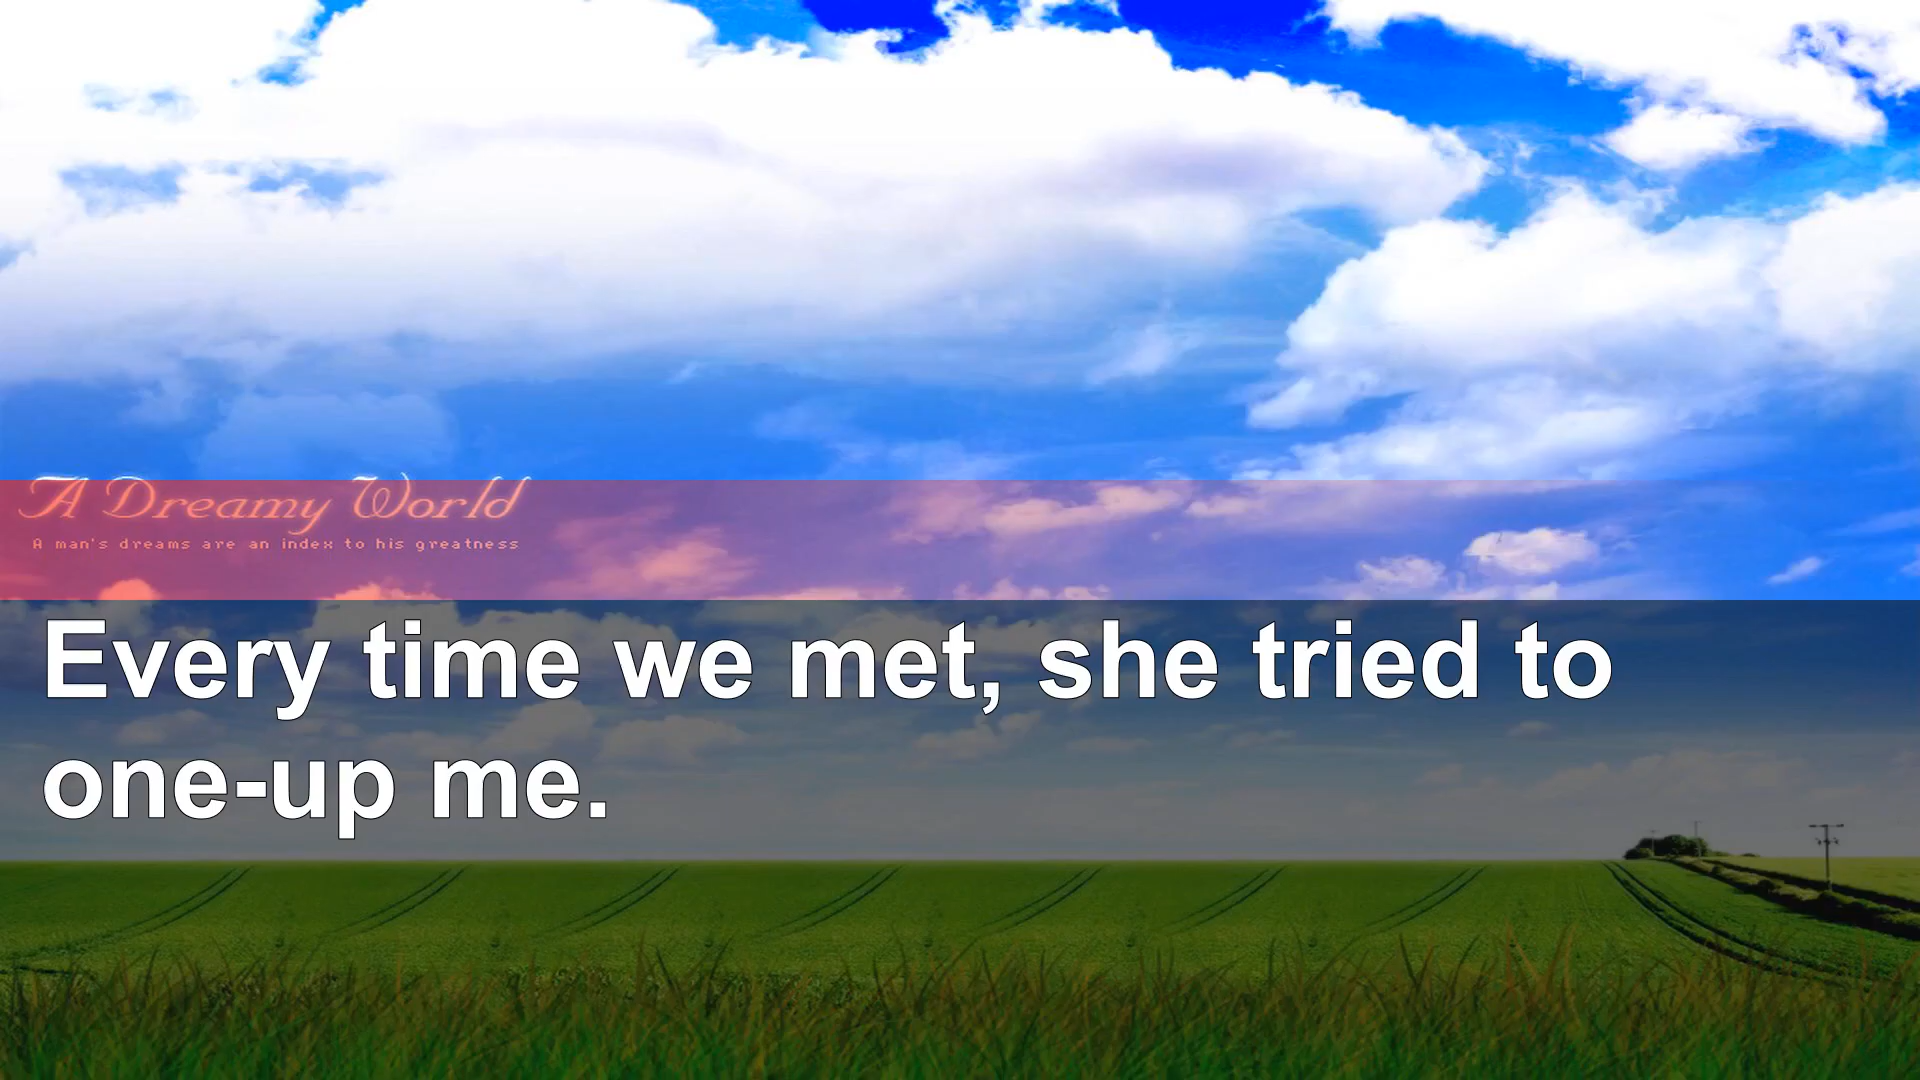 A Dreamy World
A man's dreams are an index to his greatness
Every time we met, she tried to
one-up me.